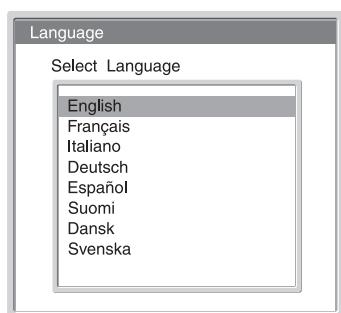 Language
Select Language
English
Français
Italiano
Deutsch
Español
Suomi
Dansk
Svenska